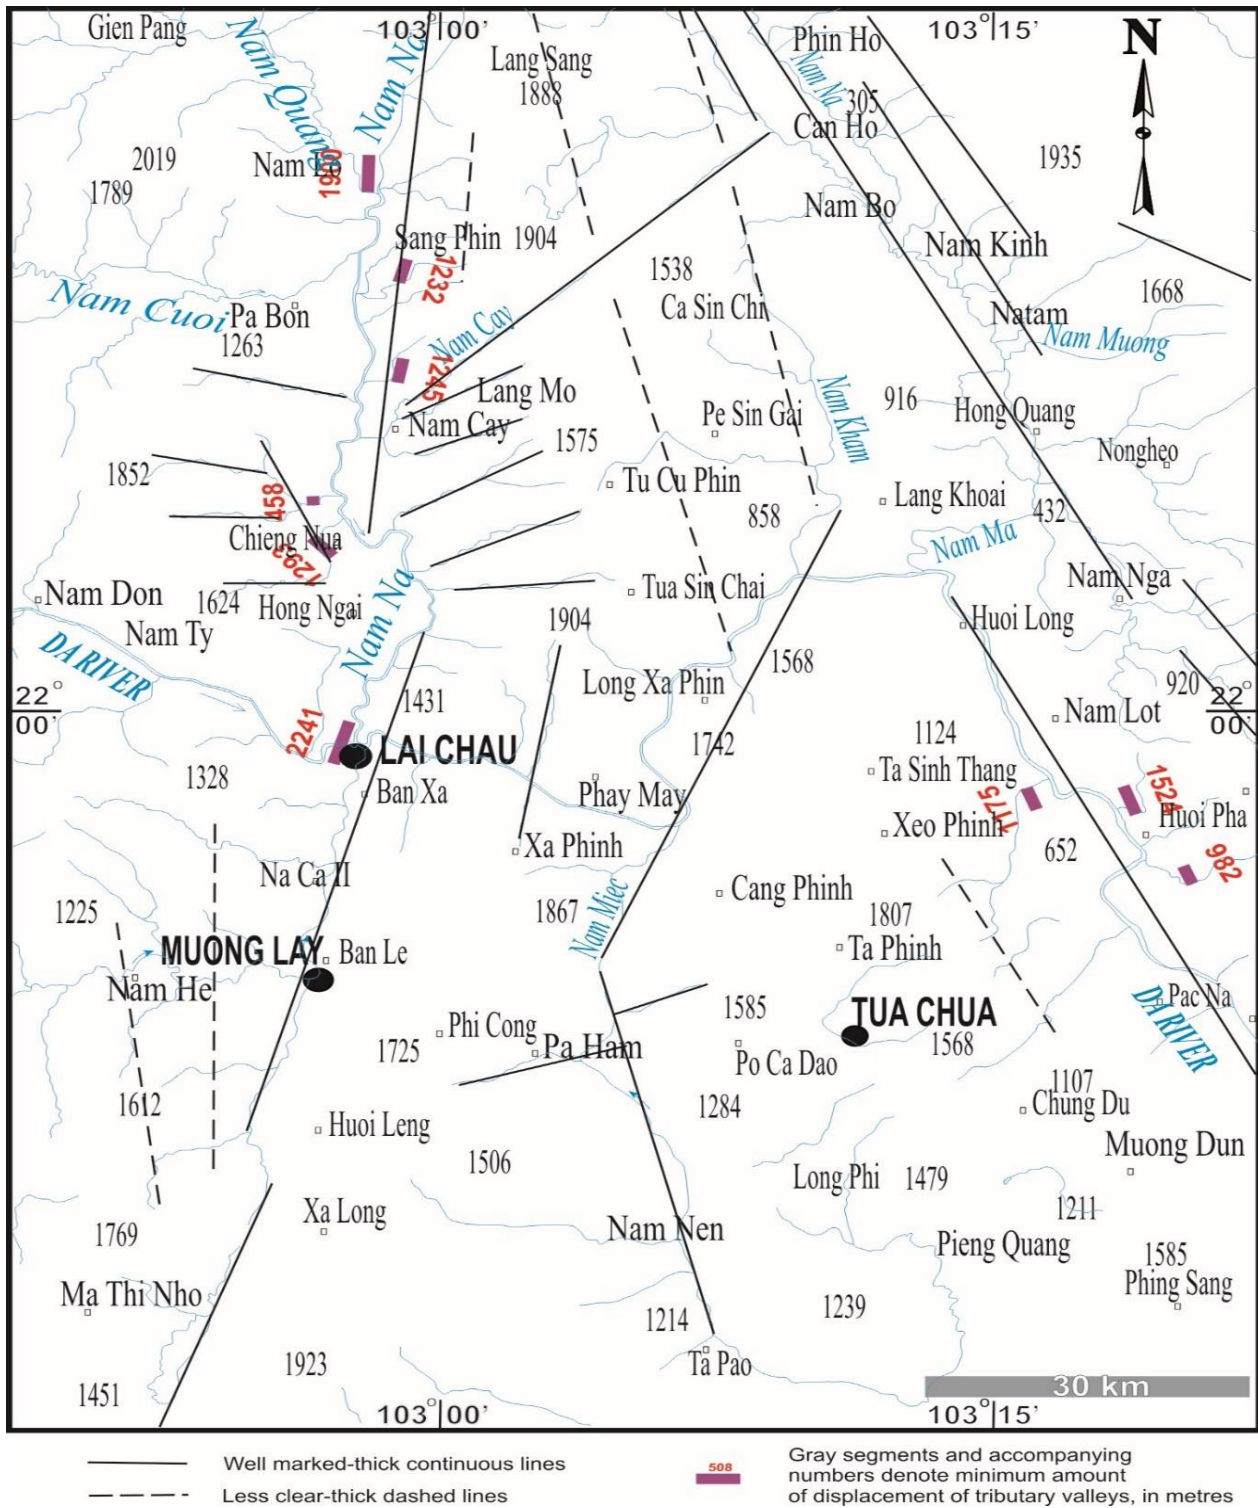 103°00'
103°15'
N
Gien Pang
Nam Quang
Nam Na
Lang Sang
1888
Phin Ho
Nam Na
305
Can Ho
1935
2019
Nam Lo
1960
1789
Nam Bo
Sang Phin
1904
Nam Kinh
1232
1538
1668
Nam Cuoi
Pa Bon
Ca Sin Chi
Natam
1263
Nam Cay
Nam Muong
1245
Lang Mo
Nam Kham
916
Hong Quang
Nam Cay
Pe Sin Gai
1575
Nongheo
1852
458
Tu Cu Phin
Lang Khoai
858
432
Chieng Nua
1293
Nam Ma
Nam Don
1624
Hong Ngai
Nam Na
Tua Sin Chai
Nam Nga
1904
Huoi Long
Nam Ty
DA RIVER
1568
22°
00'
1431
Long Xa Phin
920
22°
00'
2241
Nam Lot
LAI CHAU
1742
1124
1328
Ban Xa
Phay May
Ta Sinh Thang
1175
1524
Xeo Phinh
Huoi Pha
Xa Phinh
652
982
Na Ca II
Cang Phinh
1225
1867
Nam Miec
1807
MUONG LAY
Ban Le
Ta Phinh
Nam He
DA RIVER
Pac Na
1585
TUA CHUA
Phi Cong
1725
Pa Ham
Po Ca Dao
1568
1612
1107
Huoi Leng
1284
Chung Du
Muong Dun
1506
Long Phi
1479
1211
Xa Long
1769
Nam Nen
Pieng Quang
1585
Ma Thi Nho
Phing Sang
1214
1239
1923
Ta Pao
1451
30 km
103°00'
103°15'
Well marked-thick continuous lines
Less clear-thick dashed lines
508
Gray segments and accompanying
numbers denote minimum amount
of displacement of tributary valleys, in metres